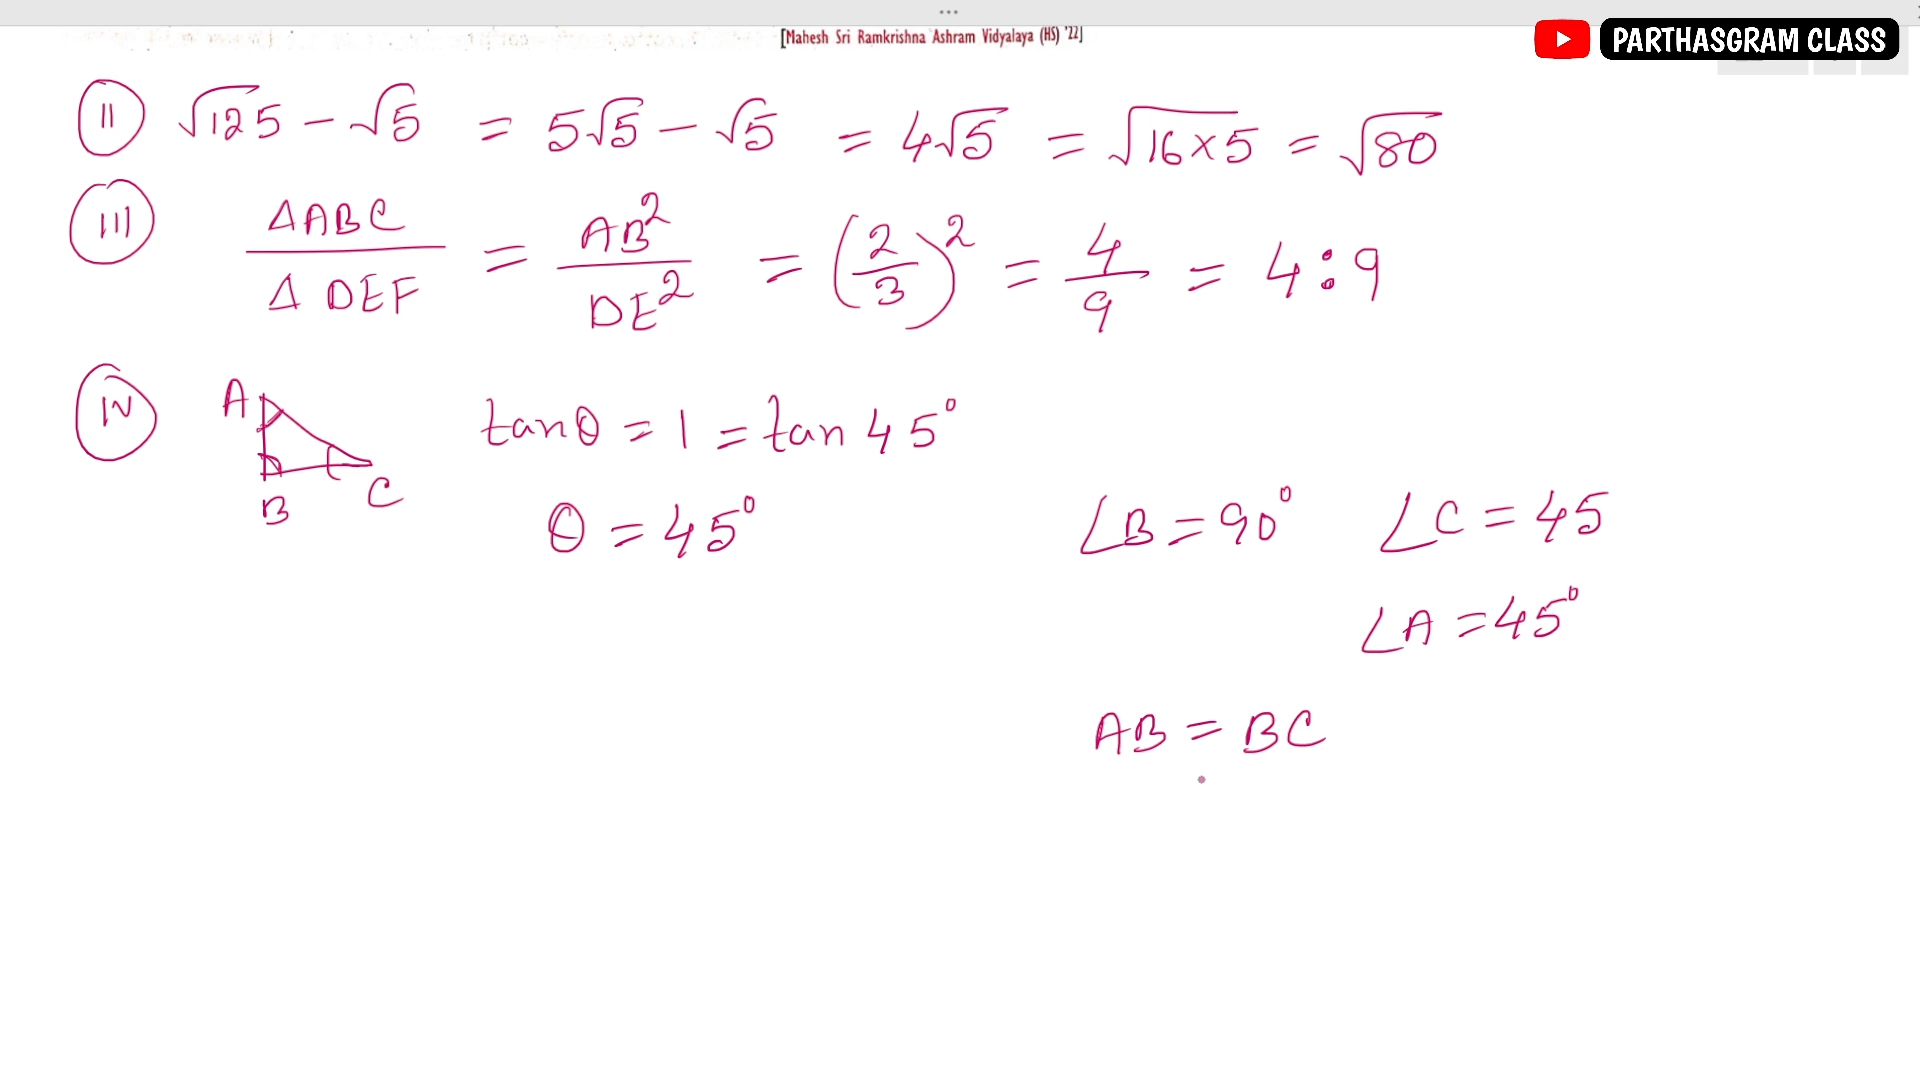 ...
[Mahesh Sri Ramkrishna Ashram Vidyalaya (HS) '22]
PARTHASGRAM CLASS
II √125 - √5 = 5√5 - √5 = 4√5 = √16×5 = √80
III ΔABC / Δ DEF = AB² / DE² = (2/3)² = 4/9 = 4:9
IV A B C tanθ = 1 = tan 45°
θ = 45° ∠B = 90° ∠C = 45
∠A = 45°
AB = BC